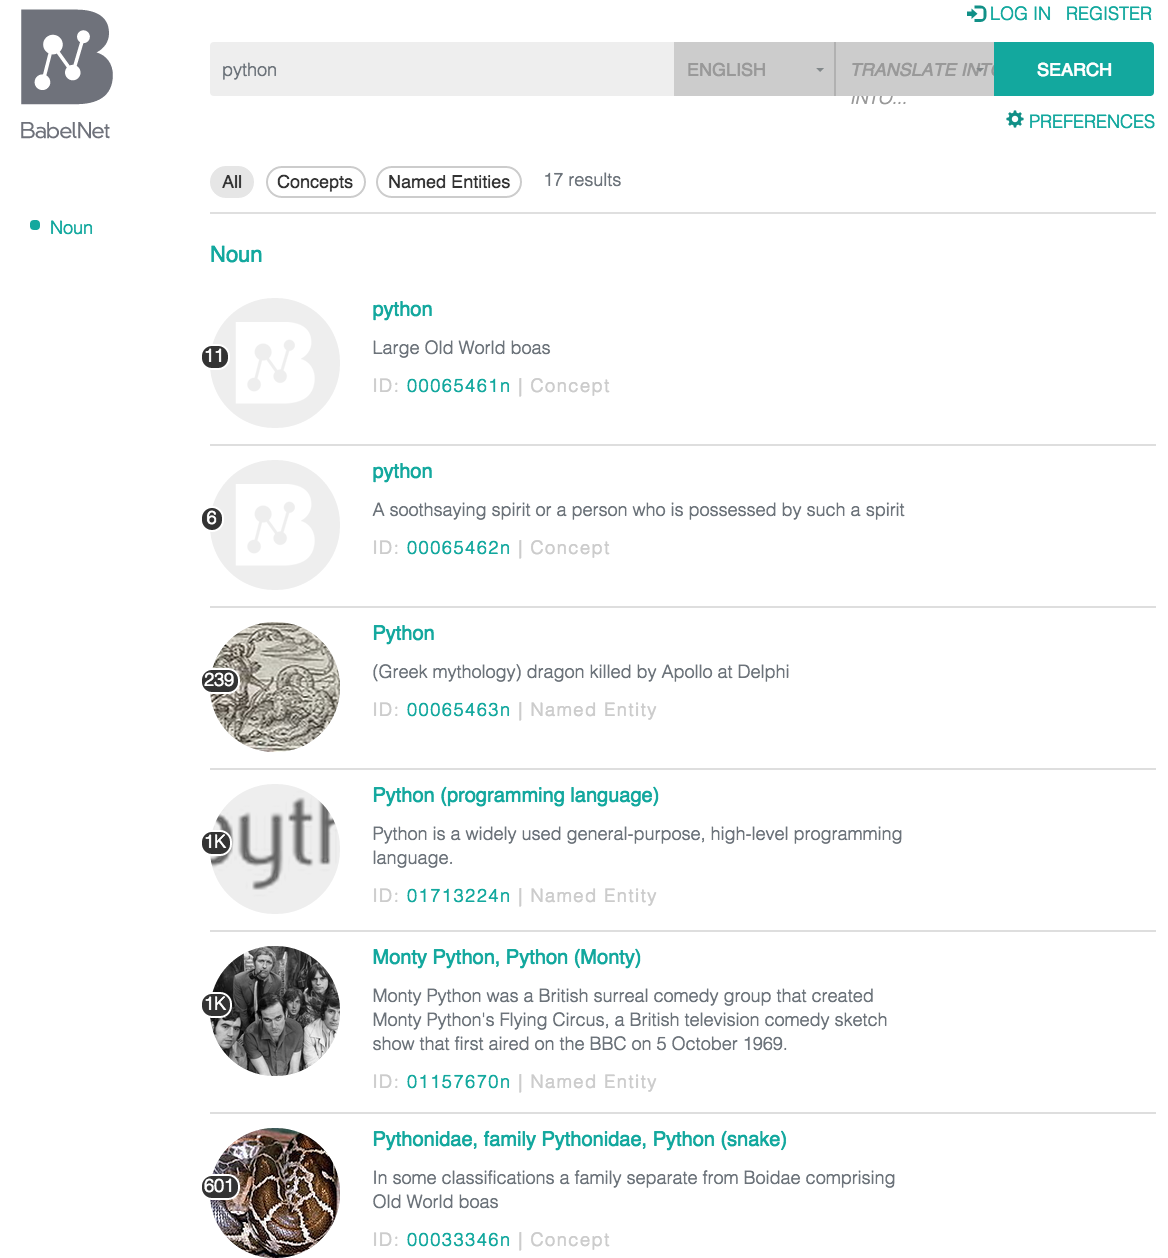 LOG IN REGISTER
python ENGLISH TRANSLATE INTO SEARCH
INTO...
BabelNet
PREFERENCES
All Concepts Named Entities 17 results
Noun
Noun
python
Large Old World boas
11
ID: 00065461n | Concept
python
A soothsaying spirit or a person who is possessed by such a spirit
6
ID: 00065462n | Concept
Python
(Greek mythology) dragon killed by Apollo at Delphi
239
ID: 00065463n | Named Entity
Python (programming language)
Python is a widely used general-purpose, high-level programming
language.
1K
pyth
ID: 01713224n | Named Entity
Monty Python, Python (Monty)
Monty Python was a British surreal comedy group that created
1K
Monty Python's Flying Circus, a British television comedy sketch
show that first aired on the BBC on 5 October 1969.
ID: 01157670n | Named Entity
Pythonidae, family Pythonidae, Python (snake)
In some classifications a family separate from Boidae comprising
601
Old World boas
ID: 00033346n | Concept